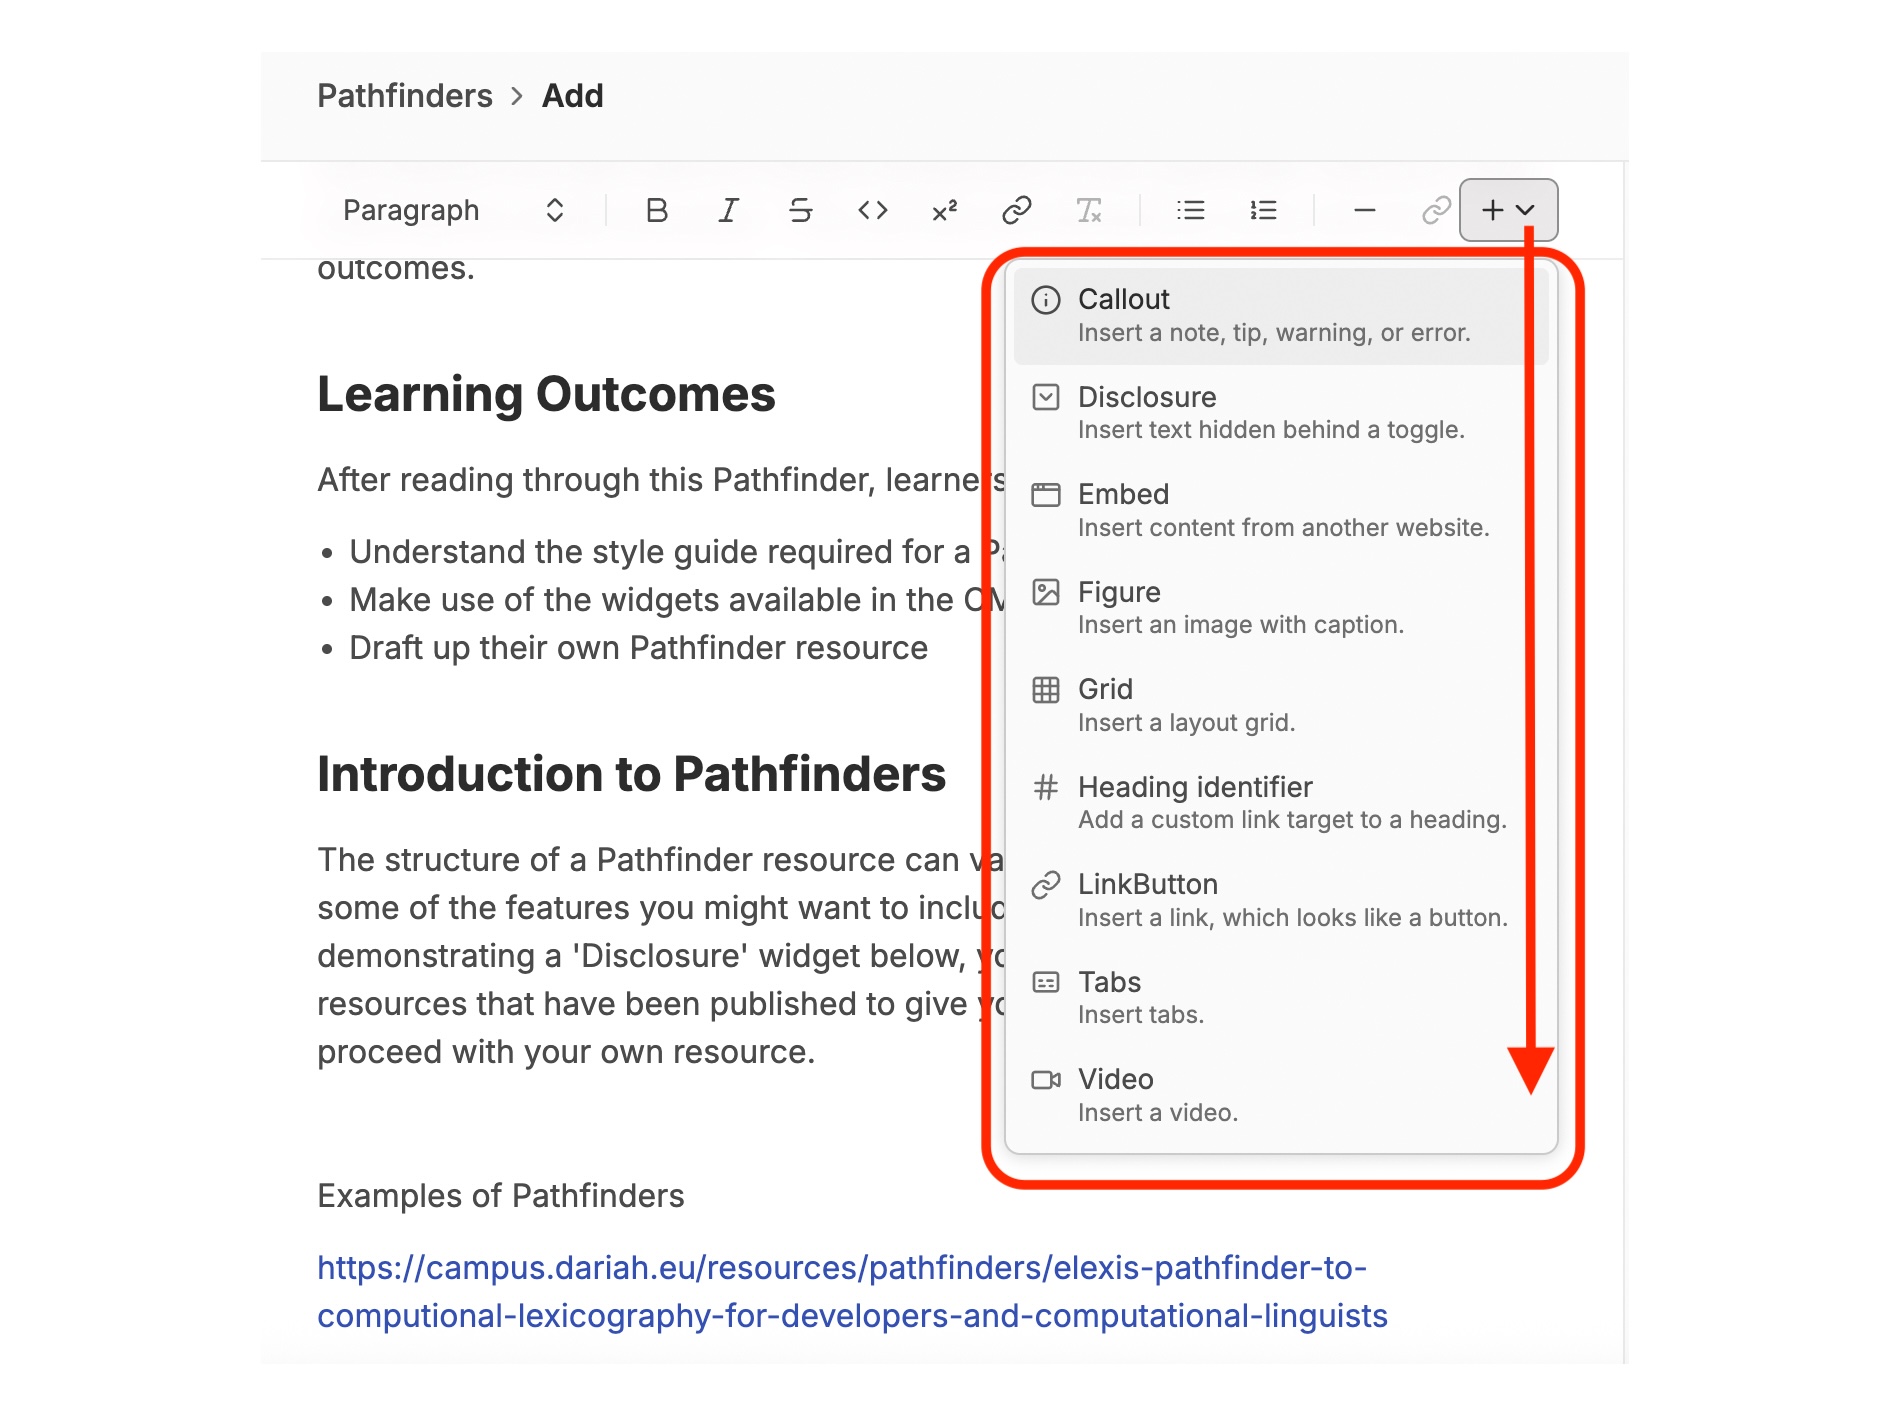 Pathfinders > Add
Paragraph
outcomes.
Learning Outcomes
After reading through this Pathfinder, learners
• Understand the style guide required for a
• Make use of the widgets available in the
• Draft up their own Pathfinder resource
Introduction to Pathfinders
The structure of a Pathfinder resource can
some of the features you might want to
demonstrating a 'Disclosure' widget below,
resources that have been published to give
proceed with your own resource.
Examples of Pathfinders
https://campus.dariah.eu/resources/pathfinders/elexis-pathfinder-to-
computional-lexicography-for-developers-and-computational-linguists
Callout
Insert a note, tip, warning, or error.
Disclosure
Insert text hidden behind a toggle.
Embed
Insert content from another website.
Figure
Insert an image with caption.
Grid
Insert a layout grid.
Heading identifier
Add a custom link target to a heading.
LinkButton
Insert a link, which looks like a button.
Tabs
Insert tabs.
Video
Insert a video.